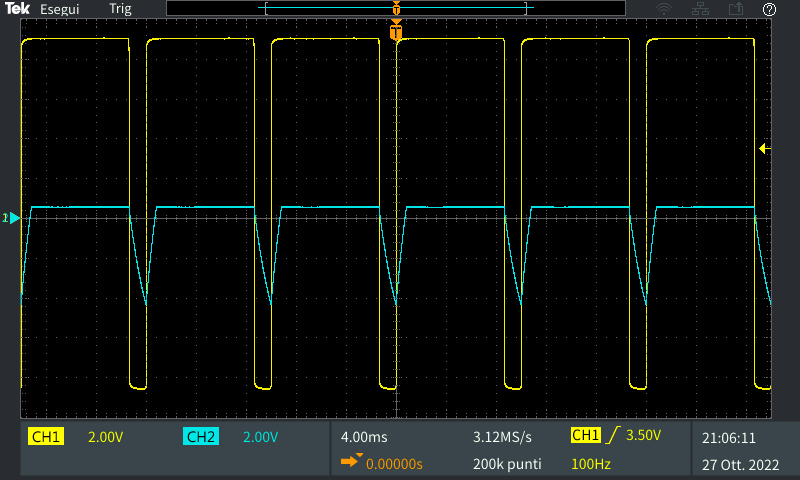 Tek Esegui Trig T
T
?
CH1 2.00V CH2 2.00V 4.00ms 3.12MS/s CH1 3.50V 21:06:11
0.00000s 200k punti 100Hz 27 Ott. 2022